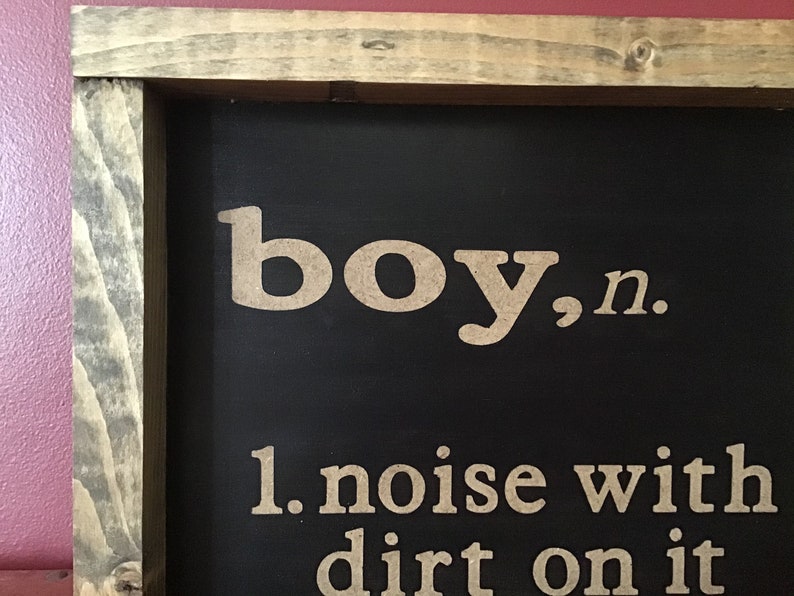 boy, n.
1. noise with
dirt on it